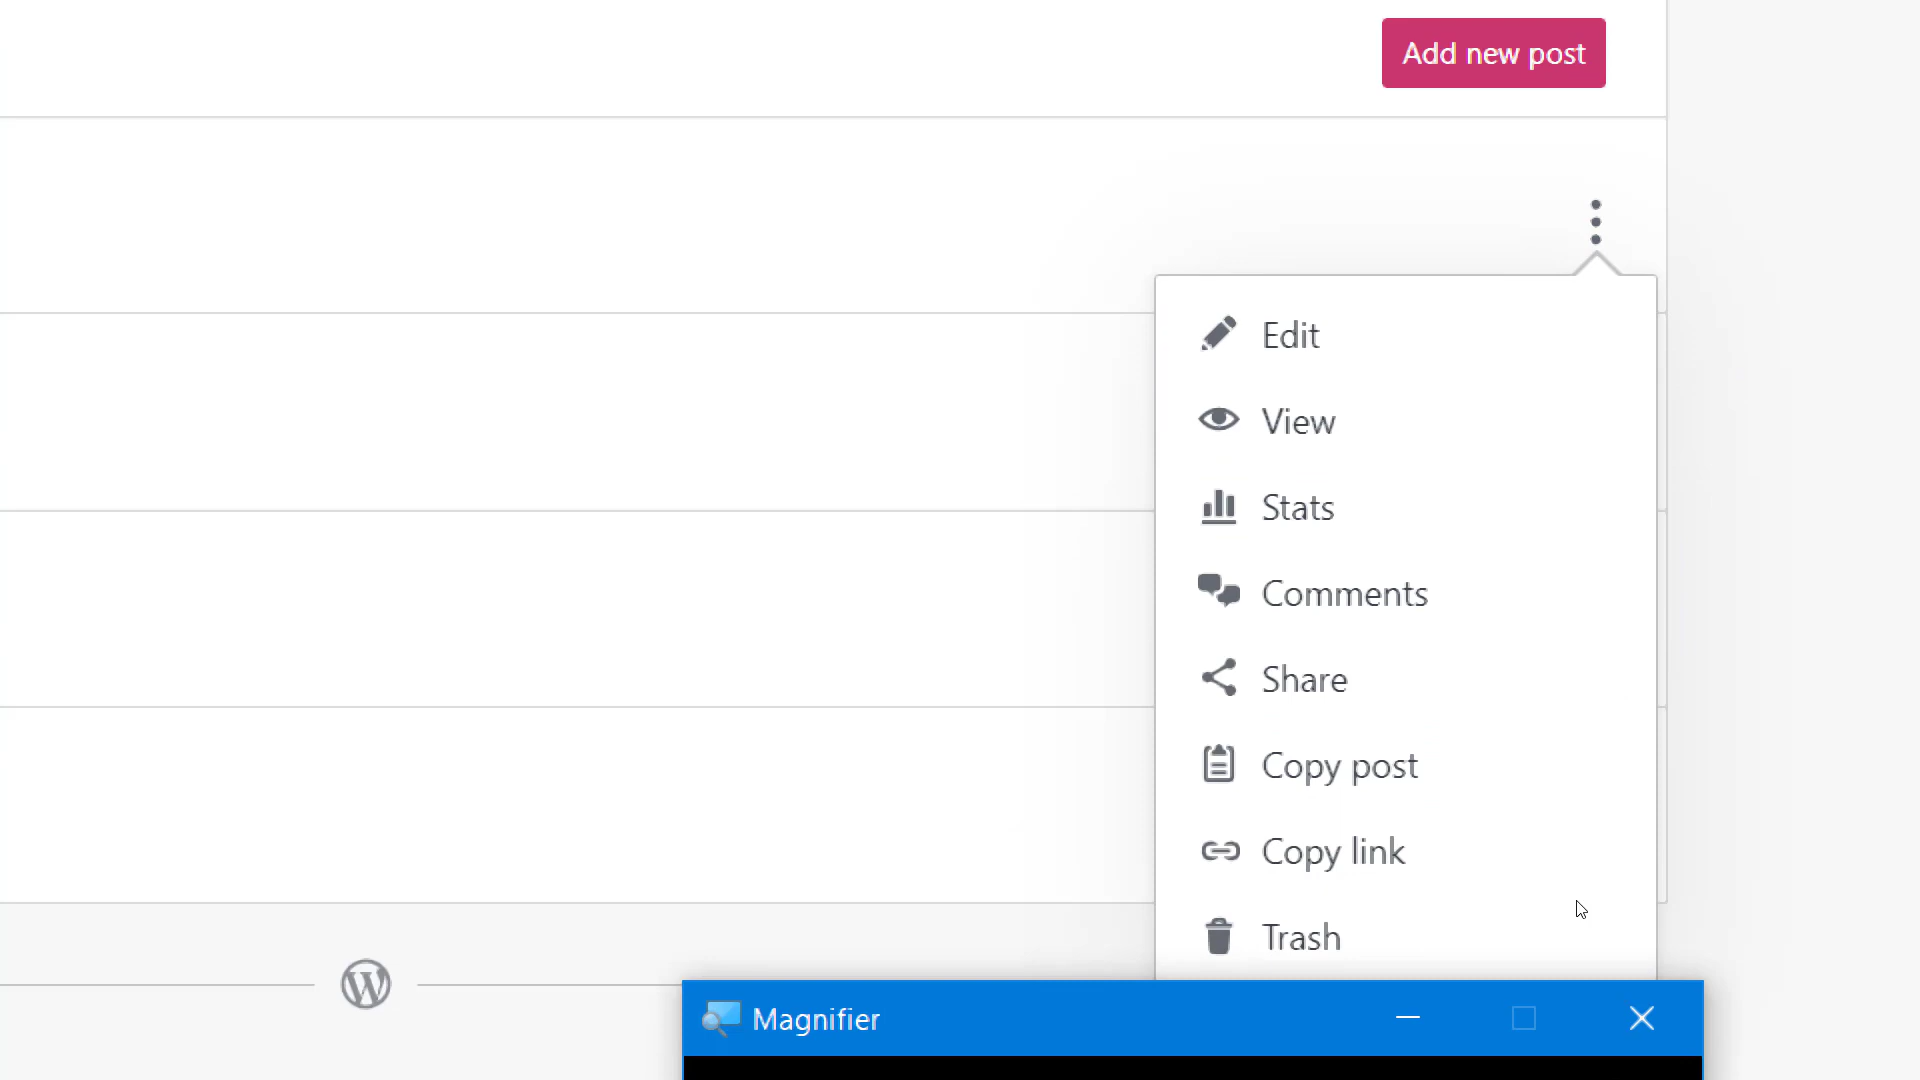 Add new post
Edit
View
Stats
Comments
Share
Copy post
Copy link
Trash
Magnifier